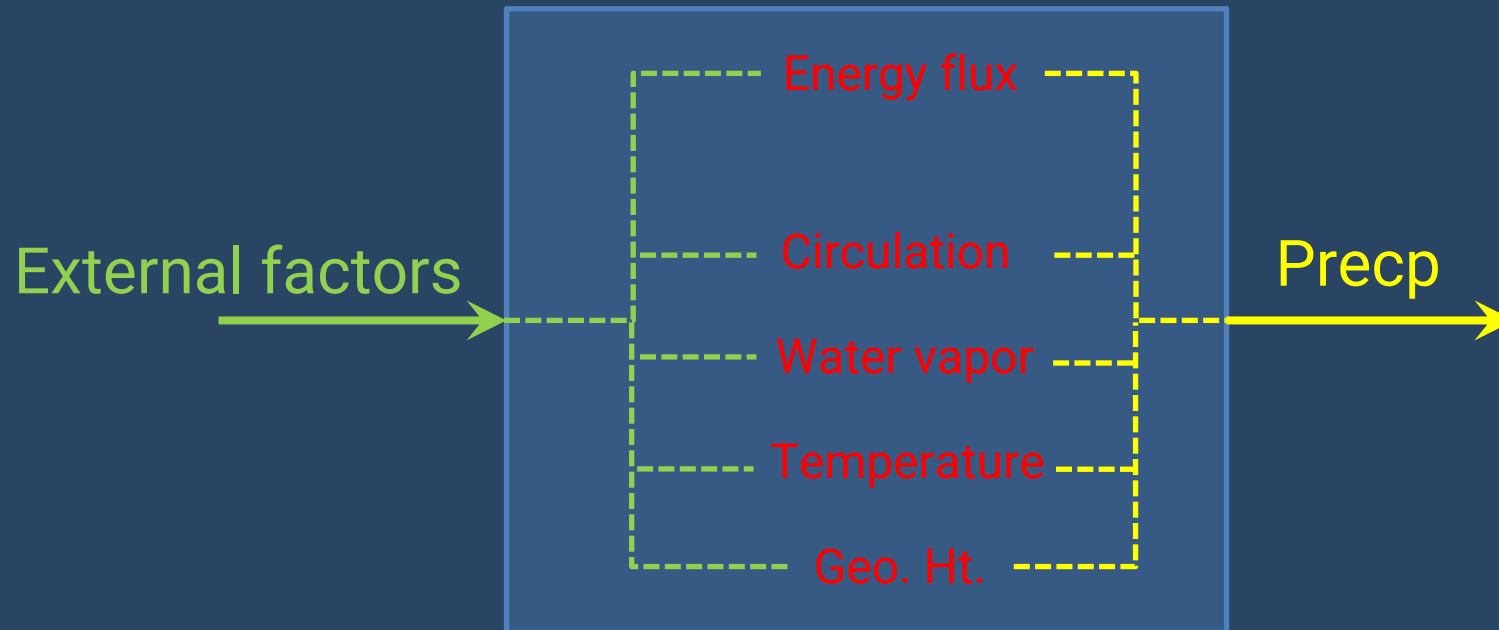 Energy flux
Circulation
External factors
Precp
Water vapor
Temperature
Geo. Ht.